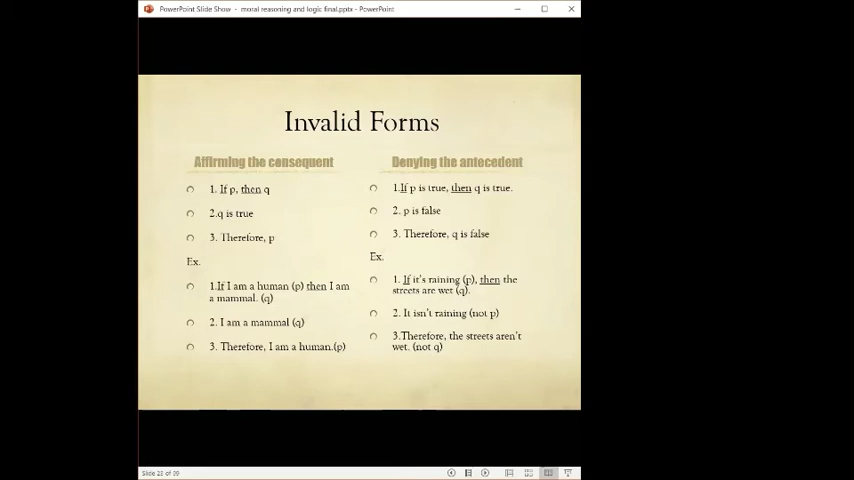 PowerPoint Slide Show - moral reasoning and logic final.pptx - PowerPoint
Invalid Forms
Affirming the consequent
1. If p, then q
2.q is true
3. Therefore, p
Ex.
1.If I am a human (p) then I am
a mammal. (q)
2. I am a mammal (q)
3. Therefore, I am a human.(p)
Denying the antecedent
1.If p is true, then q is true.
2. p is false
3. Therefore, q is false
Ex.
1. If it's raining (p), then the
streets are wet (q).
2. It isn't raining (not p)
3.Therefore, the streets aren't
wet. (not q)